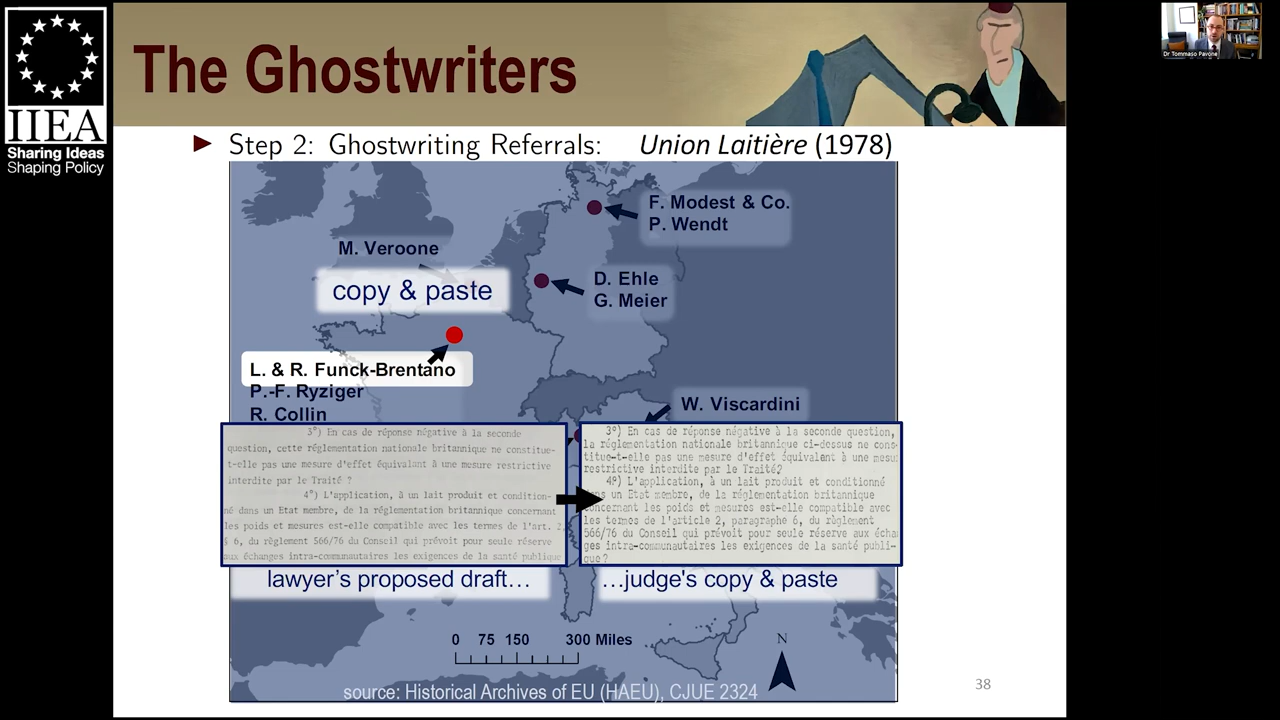 IIEA
Sharing Ideas
Shaping Policy
The Ghostwriters
Dr Tommaso Pavone
Step 2: Ghostwriting Referrals: Union Laitière (1978)
F. Modest & Co.
P. Wendt
M. Veroone
D. Ehle
G. Meier
copy & paste
L. & R. Funck-Brentano
P.-F. Ryziger
R. Collin
W. Viscardini
3°) En cas de réponse négative à la seconde
question, cette réglementation nationale britannique ne constitue-
t-elle pas une mesure d'effet équivalant à une mesure restrictive
interdite par le Traité ?
4°) L'application, à un lait produit et condition-
né dans un Etat membre, de la réglementation britannique concernant
les poids et mesures est-elle compatible avec les termes de l'art. 2
§ 6, du règlement 566/76 du Conseil qui prévoit pour seule réserve
aux échanges intra-communautaires les exigences de la santé publique
3°) En cas de réponse négative à la seconde question,
la réglementation nationale britannique ci-dessus ne cons-
titue-t-elle pas une mesure d'effet équivalant à une mesu
restrictive interdite par le Traité?
4°) L'application, à un lait produit et conditionné
dans un Etat membre, de la réglementation britannique
concernant les poids et mesures est-elle compatible avec
les termes de l'article 2, paragraphe 6, du règlement
566/76 du Conseil qui prévoit pour seule réserve aux échan
ges intra-communautaires les exigences de la santé publi-
que?
lawyer's proposed draft…
…judge's copy & paste
0 75 150 300 Miles
N
source: Historical Archives of EU (HAEU), CJUE 2324
38